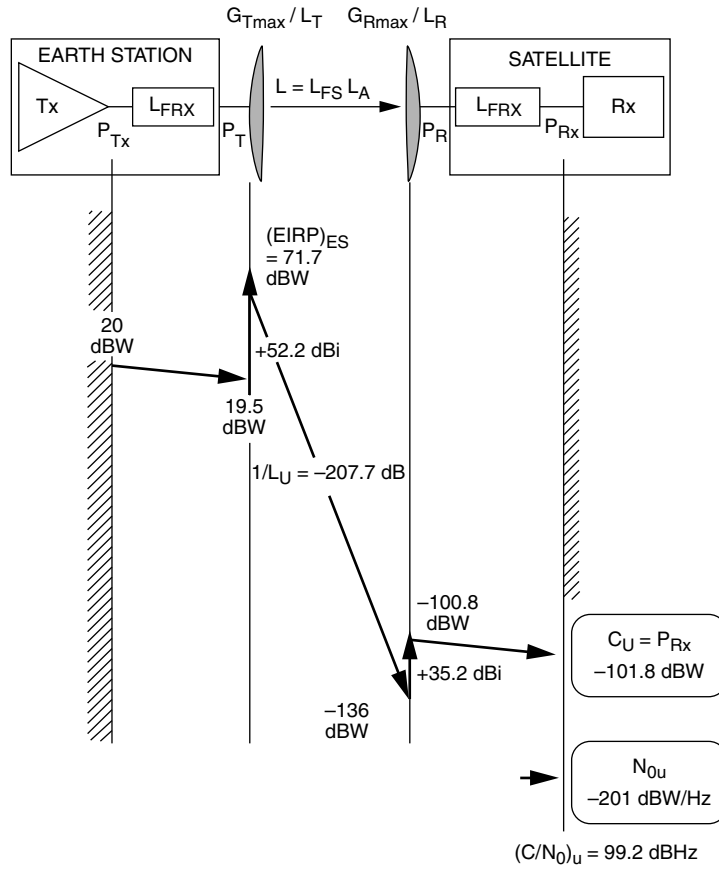 G_Tmax / L_T
G_Rmax / L_R
EARTH STATION
SATELLITE
Tx
L_FRX
L = L_FS L_A
L_FRX
Rx
P_Tx
P_T
P_R
P_Rx
(EIRP)_ES
= 71.7
dBW
20
dBW
+52.2 dBi
19.5
dBW
1/L_U = –207.7 dB
–100.8
dBW
C_U = P_Rx
–101.8 dBW
+35.2 dBi
–136
dBW
N_0u
–201 dBW/Hz
(C/N_0)_u = 99.2 dBHz